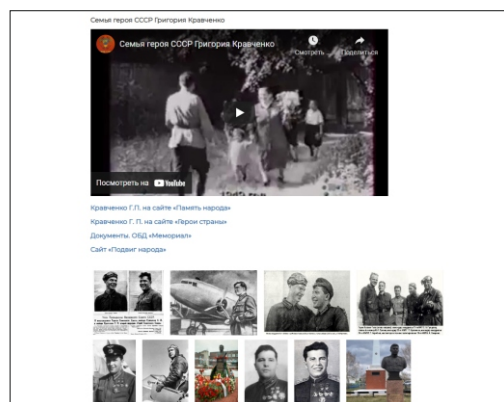 Семья героя СССР Григория Кравченко
Семья героя СССР Григория Кравченко
Смотреть ...
Поделиться
Посмотреть на YouTube
Кравченко Г.П. на сайте «Память народа»
Кравченко Г. П. на сайте «Герои страны»
Документы. ОБД «Мемориал»
Сайт «Подвиг народа»